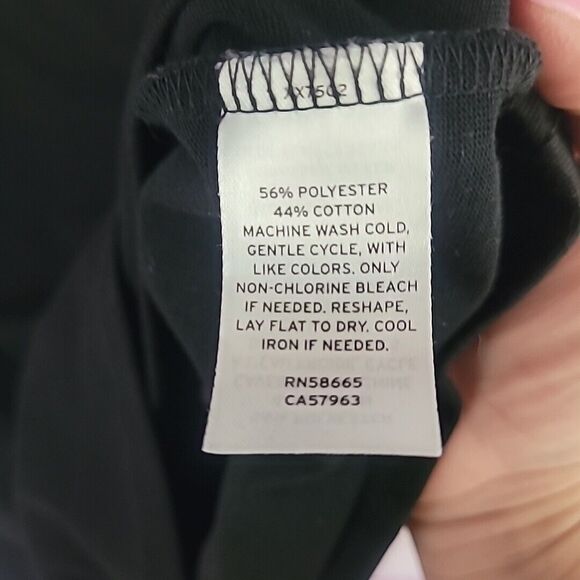 XX7502
56% POLYESTER
44% COTTON
MACHINE WASH COLD,
GENTLE CYCLE, WITH
LIKE COLORS. ONLY
NON-CHLORINE BLEACH
IF NEEDED. RESHAPE,
LAY FLAT TO DRY. COOL
IRON IF NEEDED.
RN58665
CA57963